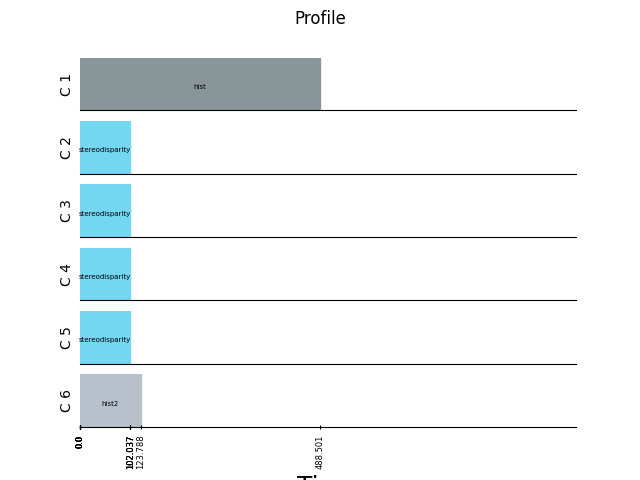 Profile
C 1
hist
C 2
stereodisparity
C 3
stereodisparity
C 4
stereodisparity
C 5
stereodisparity
C 6
hist2
0.0
102.037
123.788
488.501